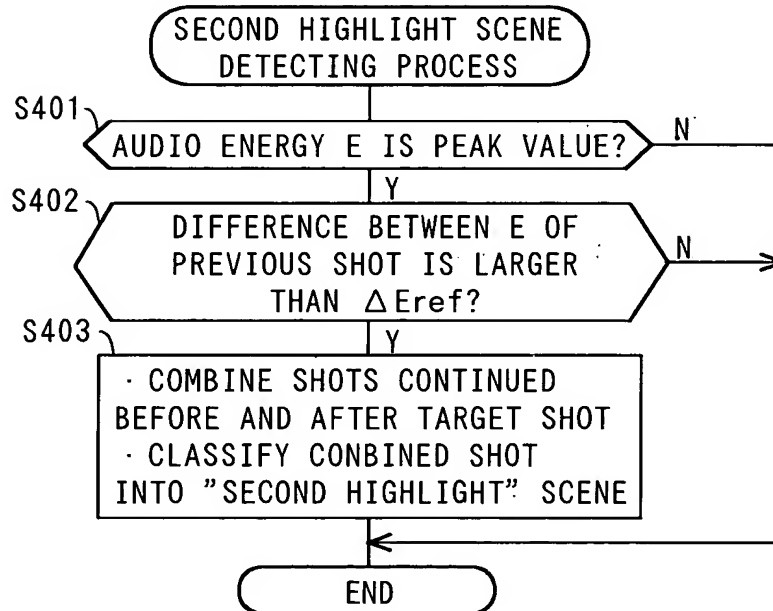 SECOND HIGHLIGHT SCENE
DETECTING PROCESS
S401
AUDIO ENERGY E IS PEAK VALUE?
N
Y
S402
DIFFERENCE BETWEEN E OF
PREVIOUS SHOT IS LARGER
THAN ΔEref?
N
Y
S403
· COMBINE SHOTS CONTINUED
BEFORE AND AFTER TARGET SHOT
· CLASSIFY CONBINED SHOT
INTO "SECOND HIGHLIGHT" SCENE
END